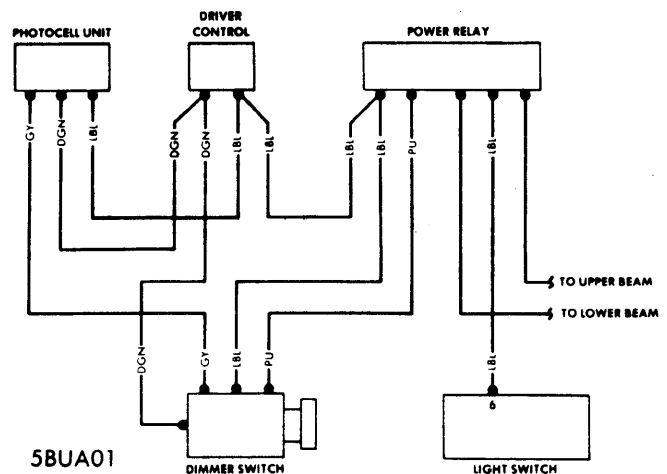 DRIVER
PHOTOCELL UNIT CONTROL POWER RELAY
GY DGN LBL DGN DGN LBL LBL LBL LBL PU LBL
TO UPPER BEAM
TO LOWER BEAM
DGN GY LBL PU LBL
6
5BUA01
DIMMER SWITCH LIGHT SWITCH